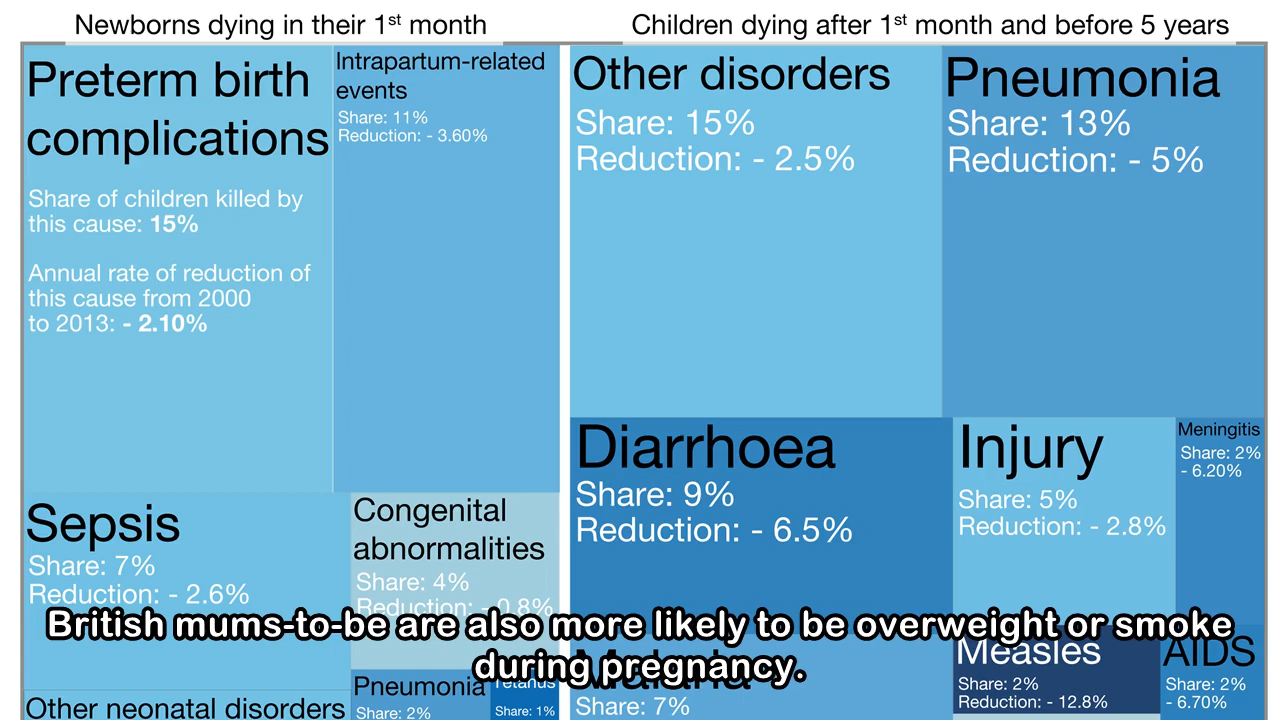 Newborns dying in their 1st month
Children dying after 1st month and before 5 years
Preterm birth
complications
Share of children killed by
this cause: 15%
Annual rate of reduction of
this cause from 2000
to 2013: - 2.10%
Intrapartum-related
events
Share: 11%
Reduction: - 3.60%
Other disorders
Share: 15%
Reduction: - 2.5%
Pneumonia
Share: 13%
Reduction: - 5%
Sepsis
Share: 7%
Reduction: - 2.6%
Congenital
abnormalities
Share: 4%
Reduction: - 0.8%
Diarrhoea
Share: 9%
Reduction: - 6.5%
Injury
Share: 5%
Reduction: - 2.8%
Meningitis
Share: 2%
- 6.20%
British mums-to-be are also more likely to be overweight or smoke
during pregnancy.
Other neonatal disorders
Pneumonia
Share: 2%
Tetanus
Share: 1%
Share: 7%
Measles
Share: 2%
Reduction: - 12.8%
AIDS
Share: 2%
- 6.70%